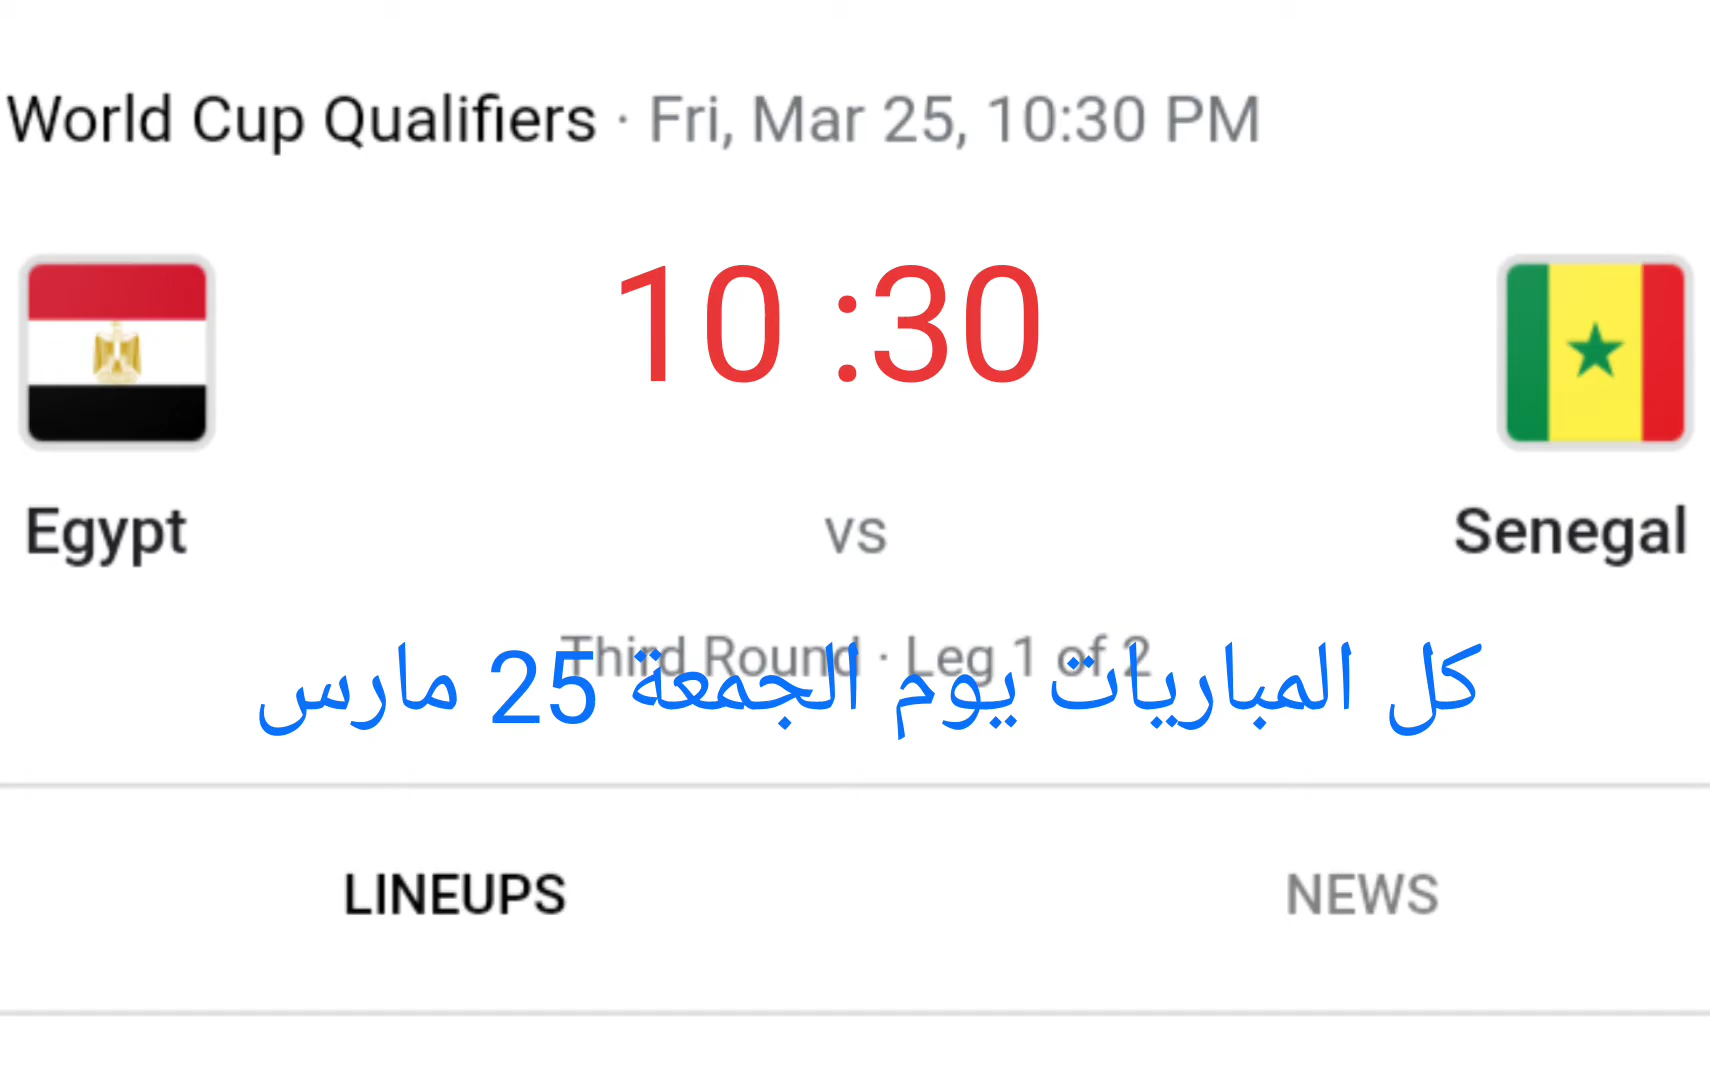 World Cup Qualifiers · Fri, Mar 25, 10:30 PM
10 :30
Egypt vs Senegal
Third Round · Leg 1 of 2
كل المباريات يوم الجمعة 25 مارس
LINEUPS NEWS